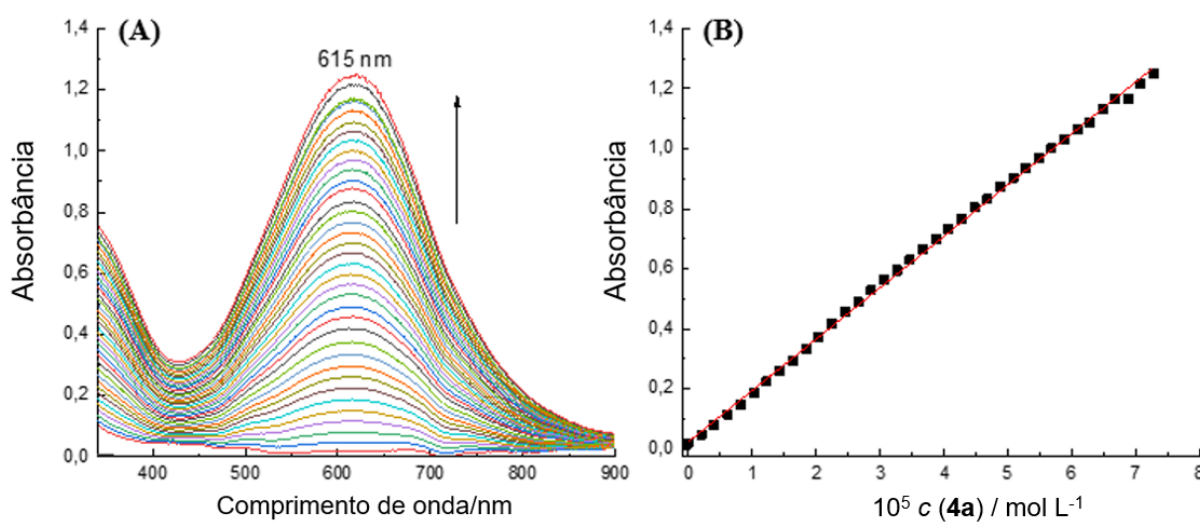 (A)
615 nm
Absorbância
1,4
1,2
1,0
0,8
0,6
0,4
0,2
0,0
400 500 600 700 800 900
Comprimento de onda/nm
(B)
Absorbância
1,4
1,2
1,0
0,8
0,6
0,4
0,2
0,0
0 1 2 3 4 5 6 7 8
10⁵ c (4a) / mol L⁻¹